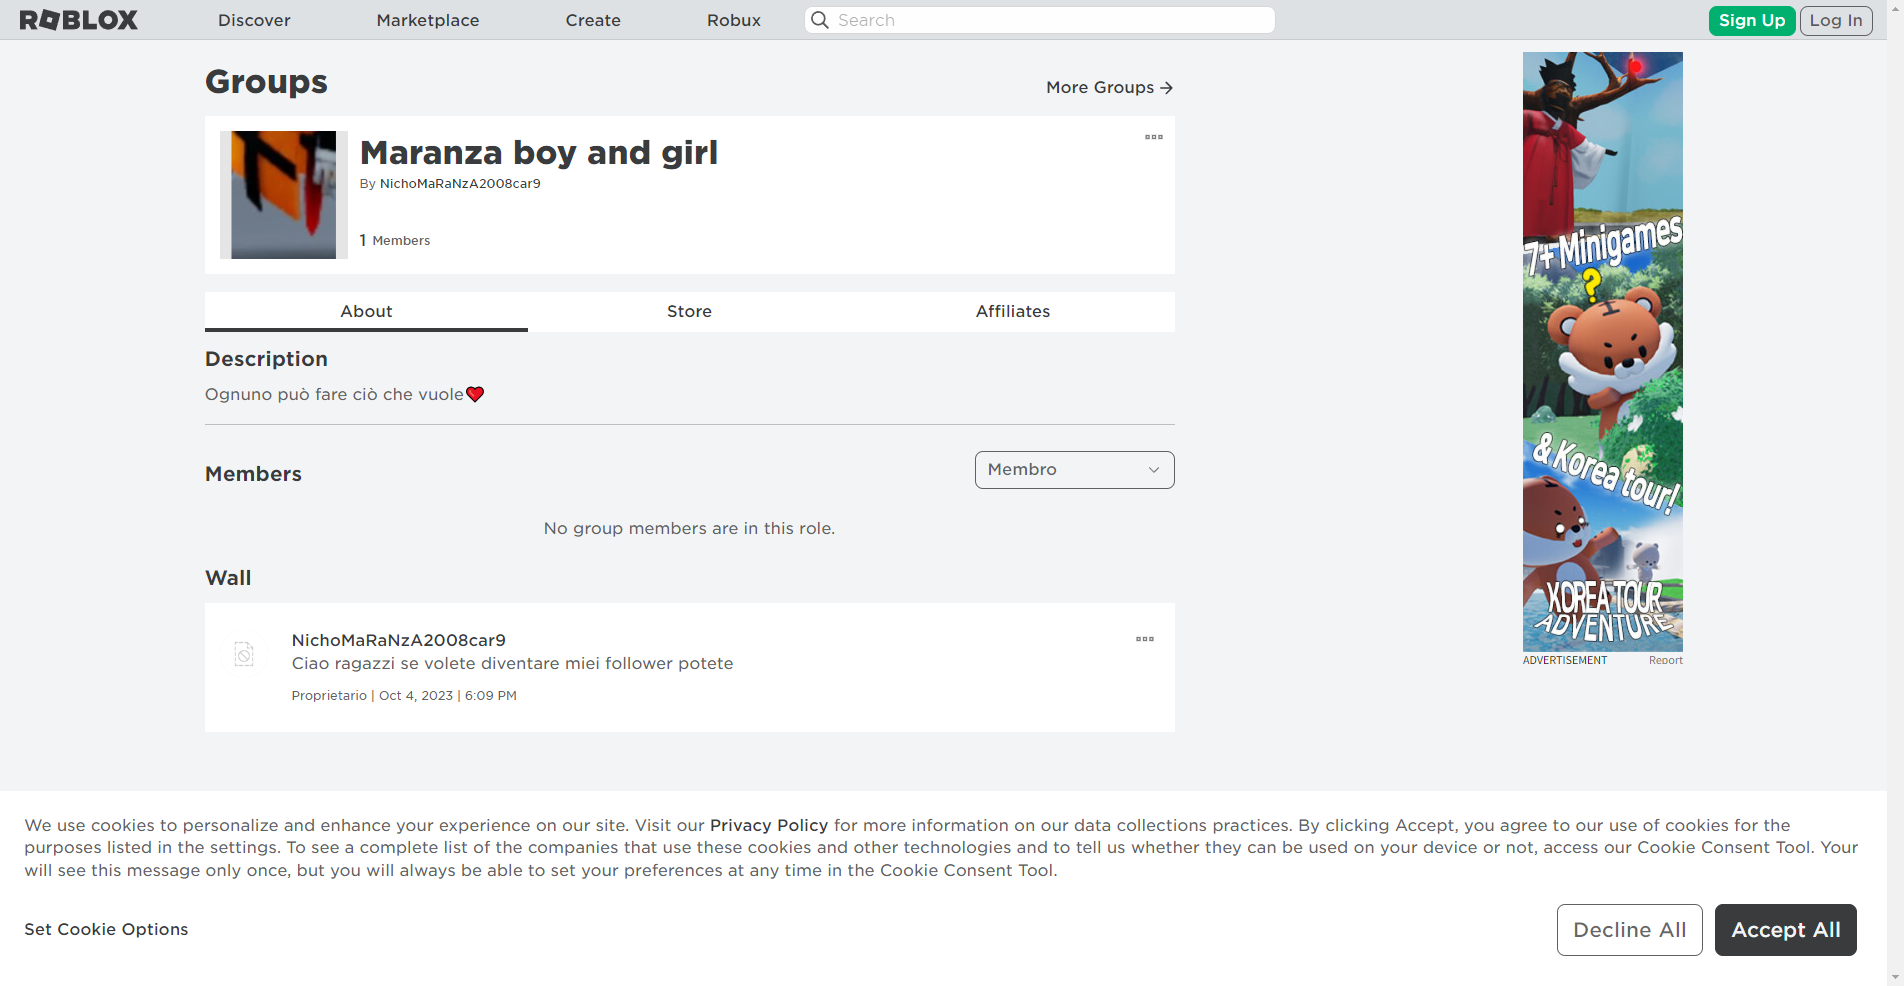 ROBLOX
Discover
Marketplace
Create
Robux
Search
Sign Up
Log In
Groups
More Groups
Maranza boy and girl
By NichoMaRaNzA2008car9
1 Members
About
Store
Affiliates
Description
Ognuno può fare ciò che vuole❤️
Members
Membro
No group members are in this role.
Wall
NichoMaRaNzA2008car9
Ciao ragazzi se volete diventare miei follower potete
Proprietario | Oct 4, 2023 | 6:09 PM
7+ Minigames
?
& Korea tour!
KOREA TOUR
ADVENTURE
ADVERTISEMENT
Report
We use cookies to personalize and enhance your experience on our site. Visit our Privacy Policy for more information on our data collections practices. By clicking Accept, you agree to our use of cookies for the
purposes listed in the settings. To see a complete list of the companies that use these cookies and other technologies and to tell us whether they can be used on your device or not, access our Cookie Consent Tool. Your
will see this message only once, but you will always be able to set your preferences at any time in the Cookie Consent Tool.
Set Cookie Options
Decline All
Accept All